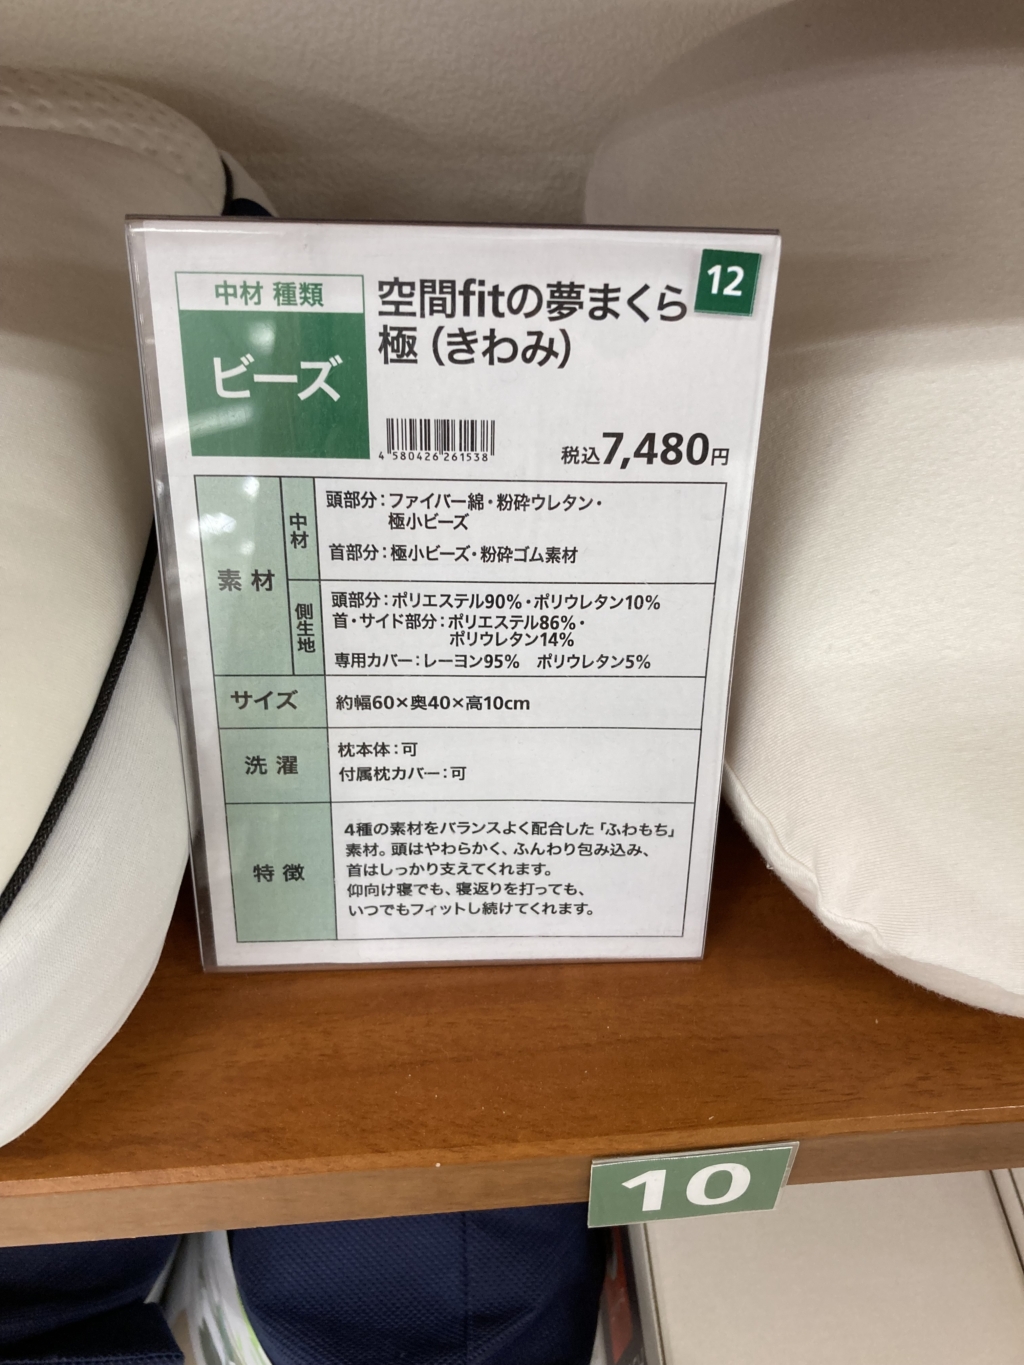 12
中材 種類
ビーズ
空間fitの夢まくら
極（きわみ）
4 580426 261538
税込7,480円
素材
中材
頭部分：ファイバー綿・粉砕ウレタン・
極小ビーズ
首部分：極小ビーズ・粉砕ゴム素材
側生地
頭部分：ポリエステル90%・ポリウレタン10%
首・サイド部分：ポリエステル86%・
ポリウレタン14%
専用カバー：レーヨン95%　ポリウレタン5%
サイズ
約幅60×奥40×高10cm
洗濯
枕本体：可
付属枕カバー：可
特徴
4種の素材をバランスよく配合した「ふわもち」
素材。頭はやわらかく、ふんわり包み込み、
首はしっかり支えてくれます。
仰向け寝でも、寝返りを打っても、
いつでもフィットし続けてくれます。
10